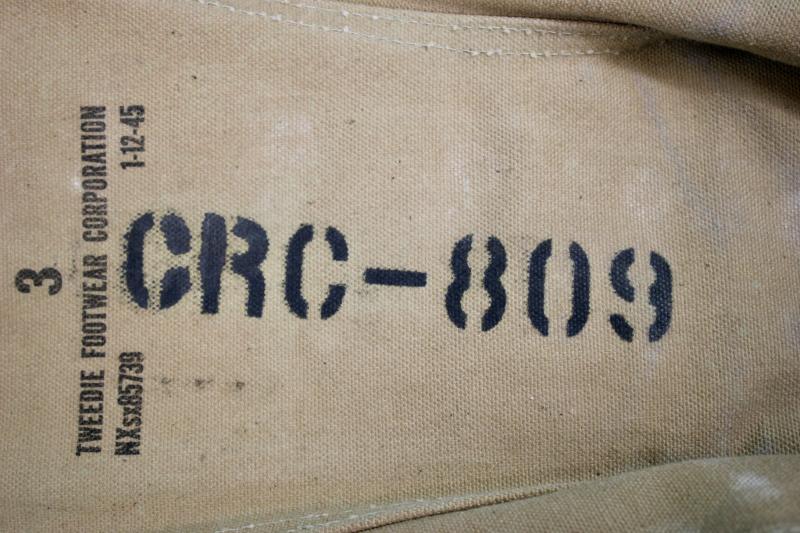 3
TWEEDIE FOOTWEAR CORPORATION
NXsx85739 1-12-45
CRC-809